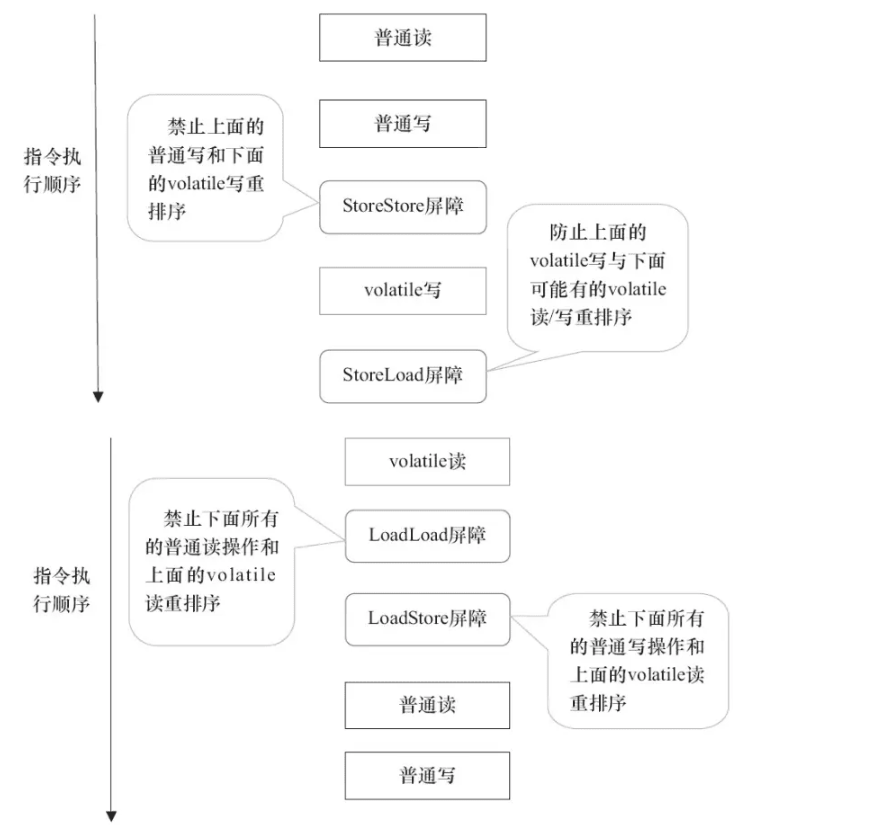 普通读
普通写
指令执
行顺序
禁止上面的
普通写和下面
的volatile写重
排序
StoreStore屏障
防止上面的
volatile写与下面
可能有的volatile
读/写重排序
volatile写
StoreLoad屏障
volatile读
禁止下面所有
的普通读操作和
上面的volatile
读重排序
LoadLoad屏障
指令执
行顺序
LoadStore屏障
禁止下面所有
的普通写操作和
上面的volatile读
重排序
普通读
普通写